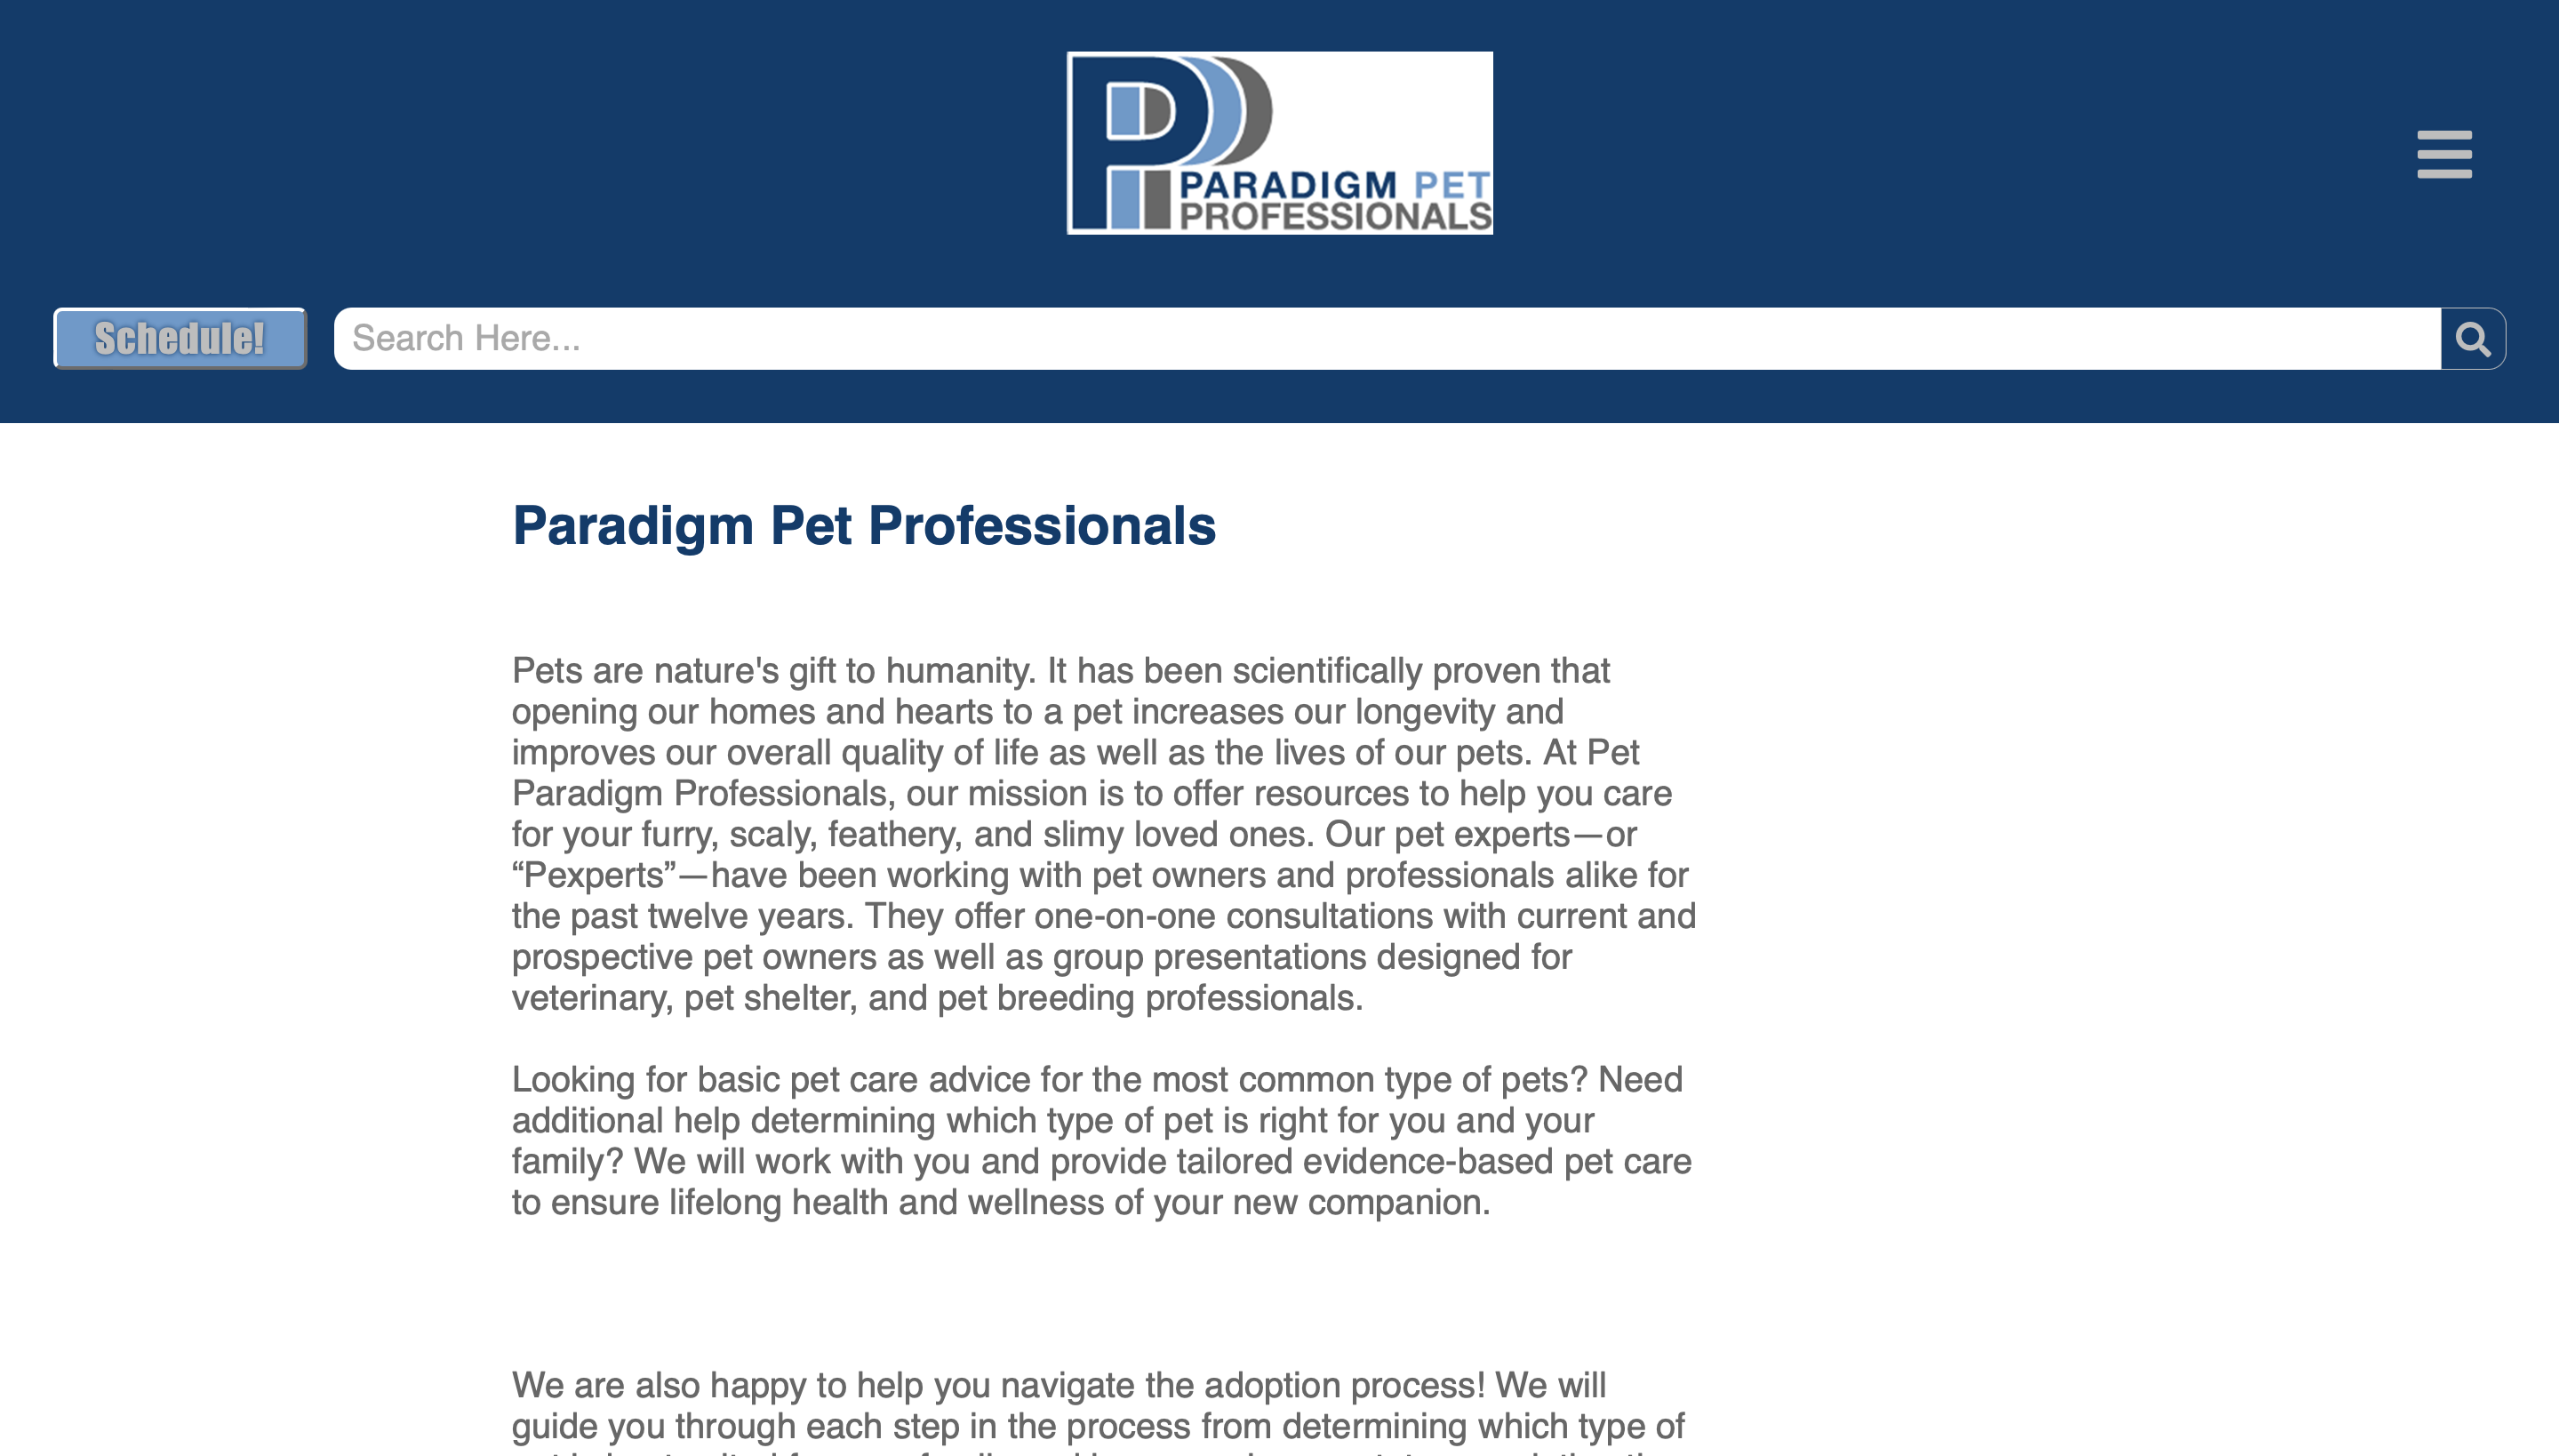 PARADIGM PET
PROFESSIONALS
Schedule!
Search Here...
Paradigm Pet Professionals
Pets are nature's gift to humanity. It has been scientifically proven that
opening our homes and hearts to a pet increases our longevity and
improves our overall quality of life as well as the lives of our pets. At Pet
Paradigm Professionals, our mission is to offer resources to help you care
for your furry, scaly, feathery, and slimy loved ones. Our pet experts—or
“Pexperts”—have been working with pet owners and professionals alike for
the past twelve years. They offer one-on-one consultations with current and
prospective pet owners as well as group presentations designed for
veterinary, pet shelter, and pet breeding professionals.
Looking for basic pet care advice for the most common type of pets? Need
additional help determining which type of pet is right for you and your
family? We will work with you and provide tailored evidence-based pet care
to ensure lifelong health and wellness of your new companion.
We are also happy to help you navigate the adoption process! We will
guide you through each step in the process from determining which type of